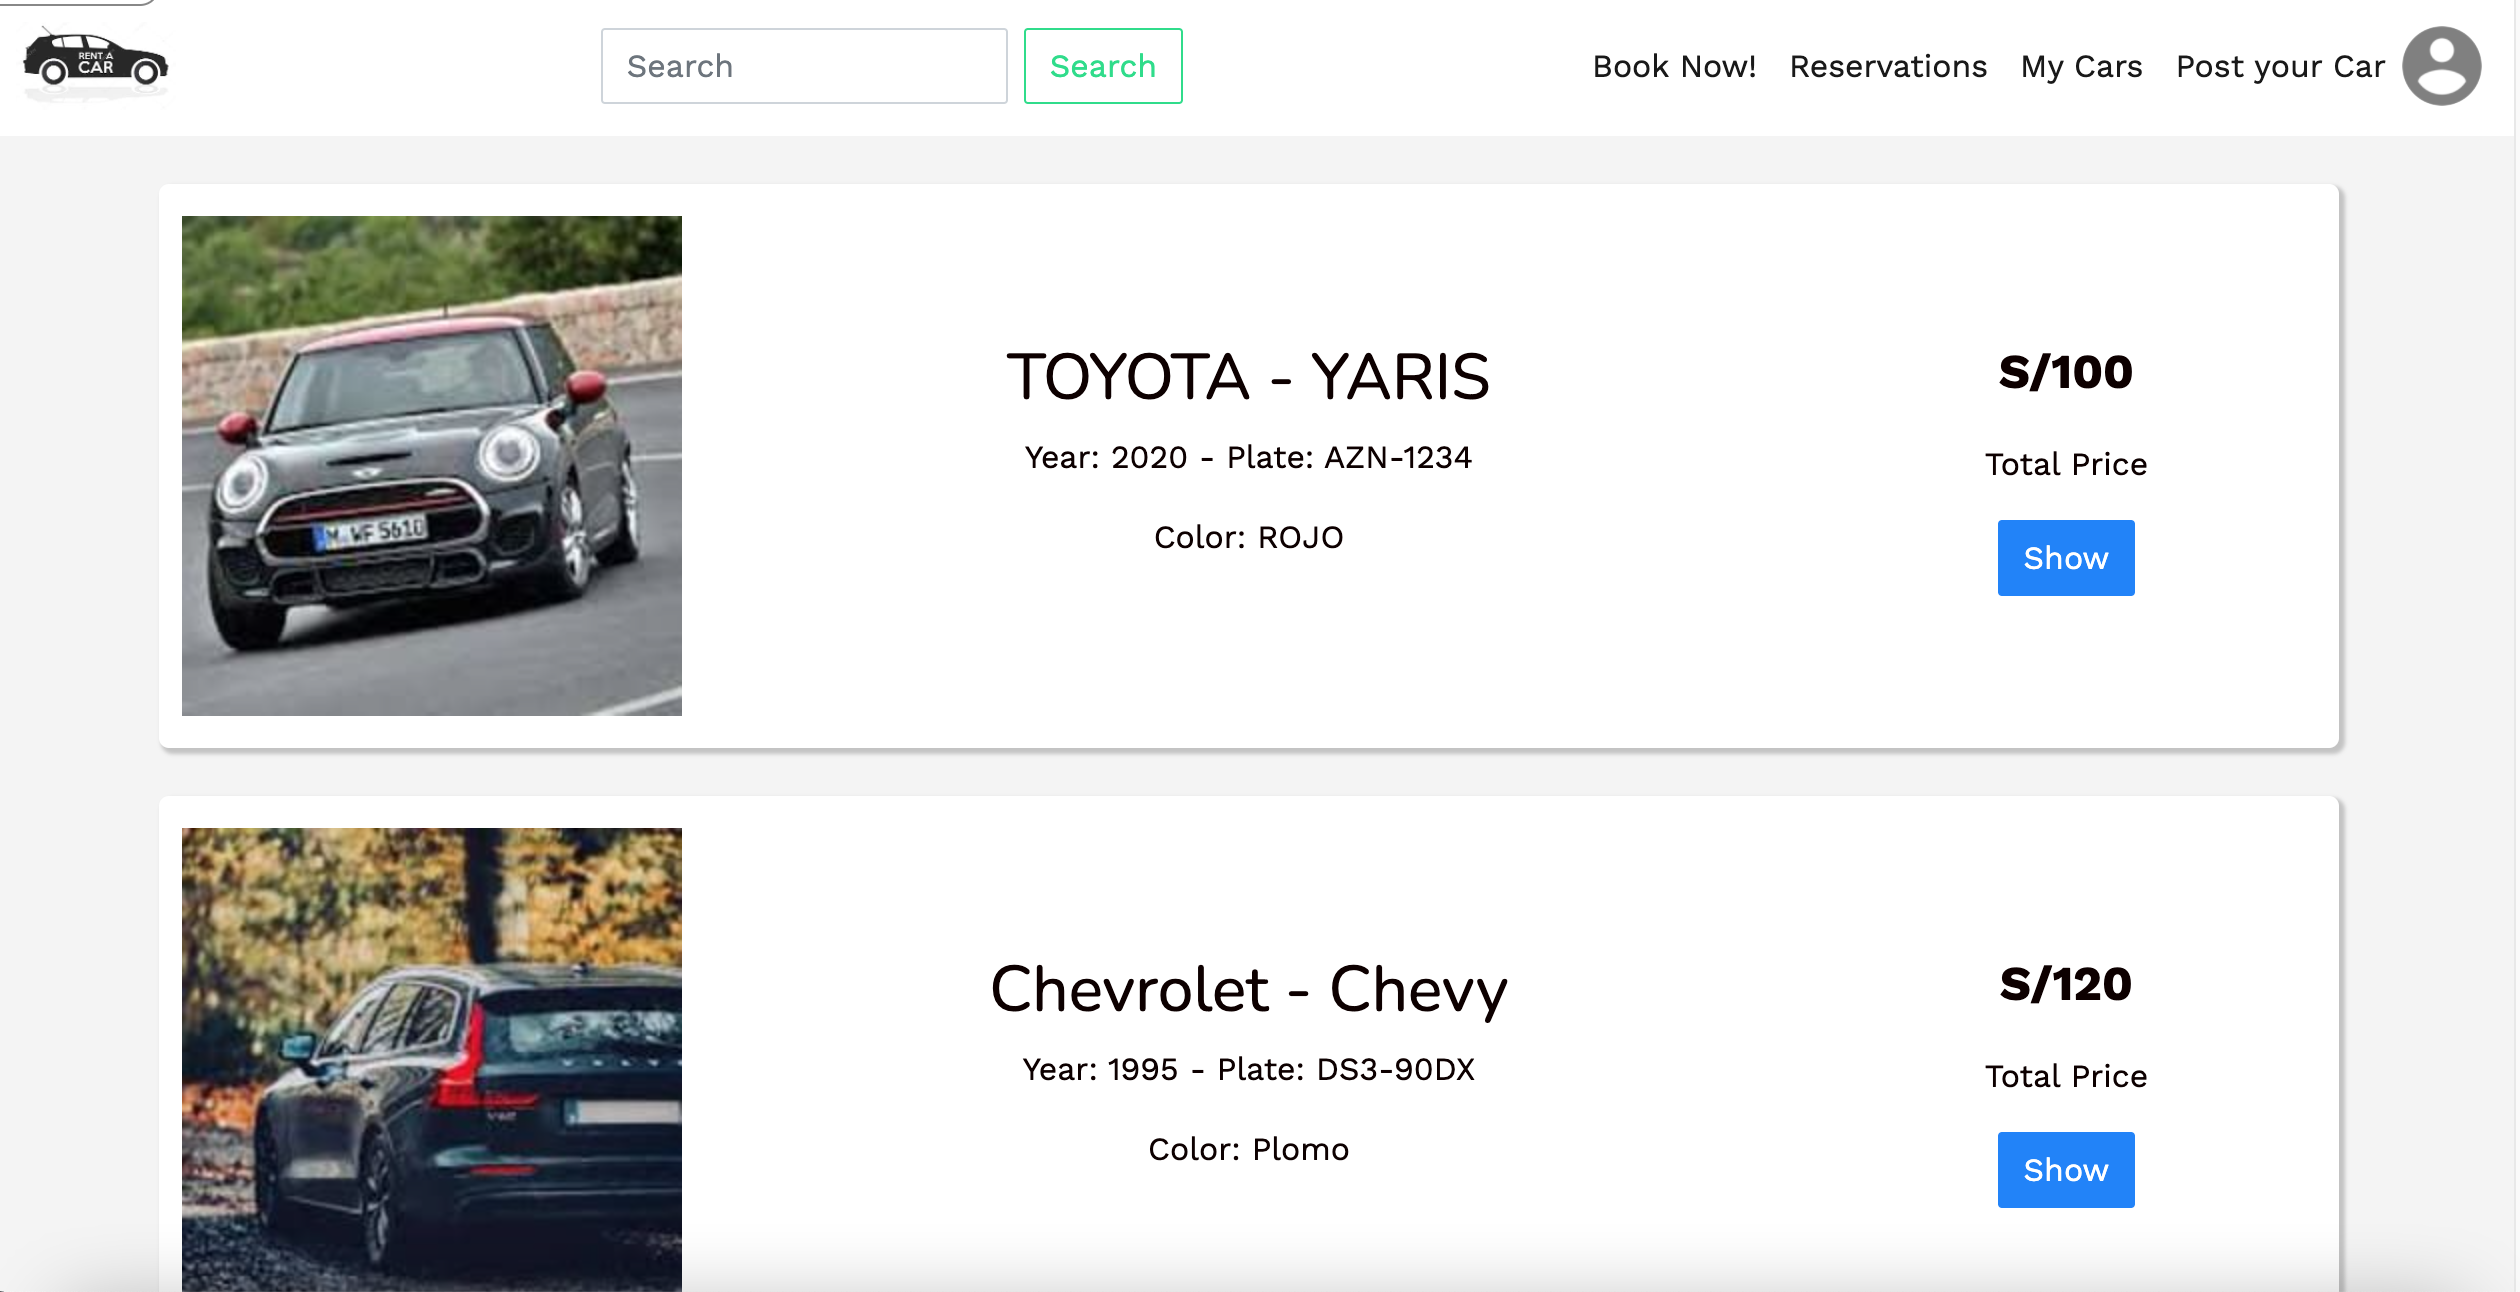 RENT A
CAR
Search
Search
Book Now!
Reservations
My Cars
Post your Car
TOYOTA - YARIS
Year: 2020 - Plate: AZN-1234
Color: ROJO
S/100
Total Price
Show
M WF 5610
Chevrolet - Chevy
Year: 1995 - Plate: DS3-90DX
Color: Plomo
S/120
Total Price
Show